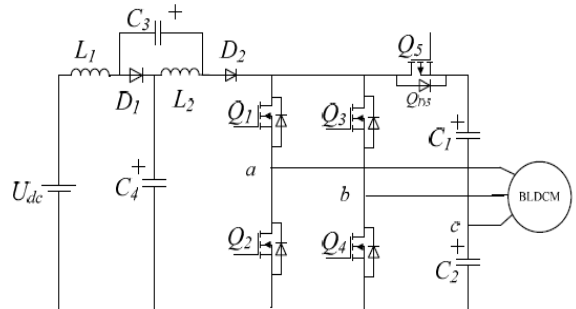 C3 +
L1
D1
L2
D2
Q5
QD5
Q1
Q3
+
C1
a
b
BLDCM
Udc
+
C4
c
Q2
Q4
+
C2